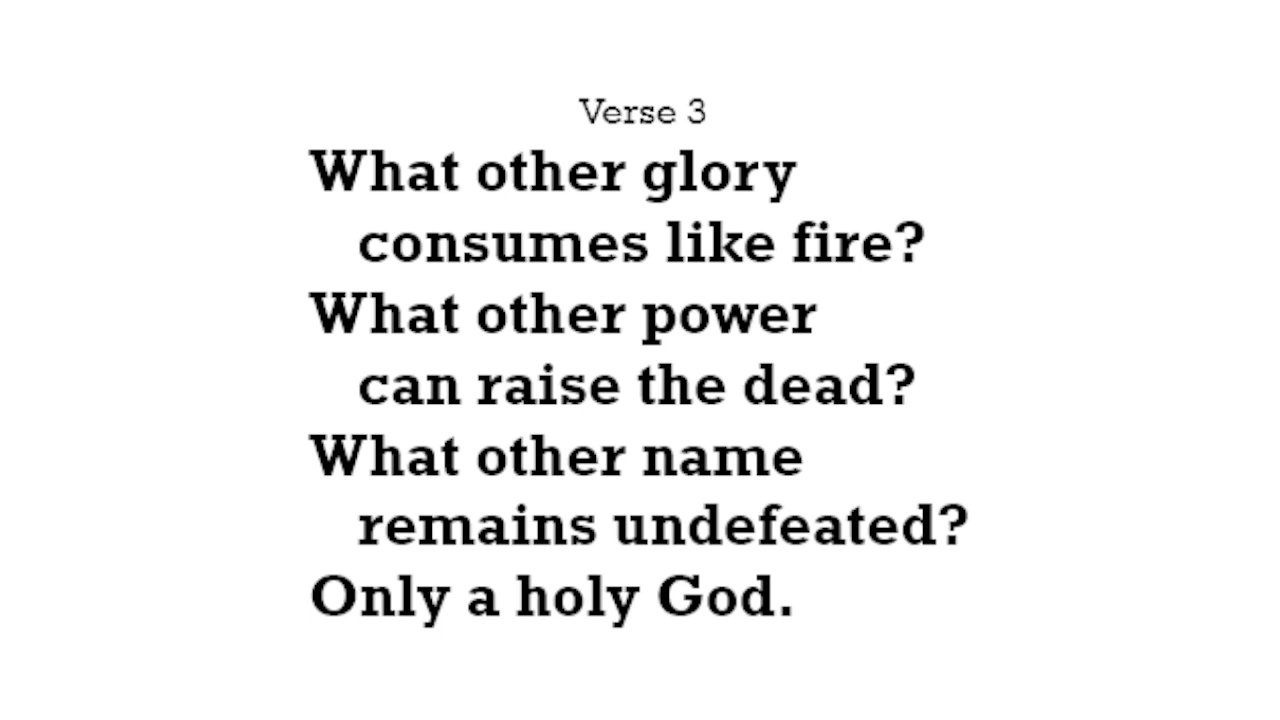 Verse 3
What other glory
consumes like fire?
What other power
can raise the dead?
What other name
remains undefeated?
Only a holy God.